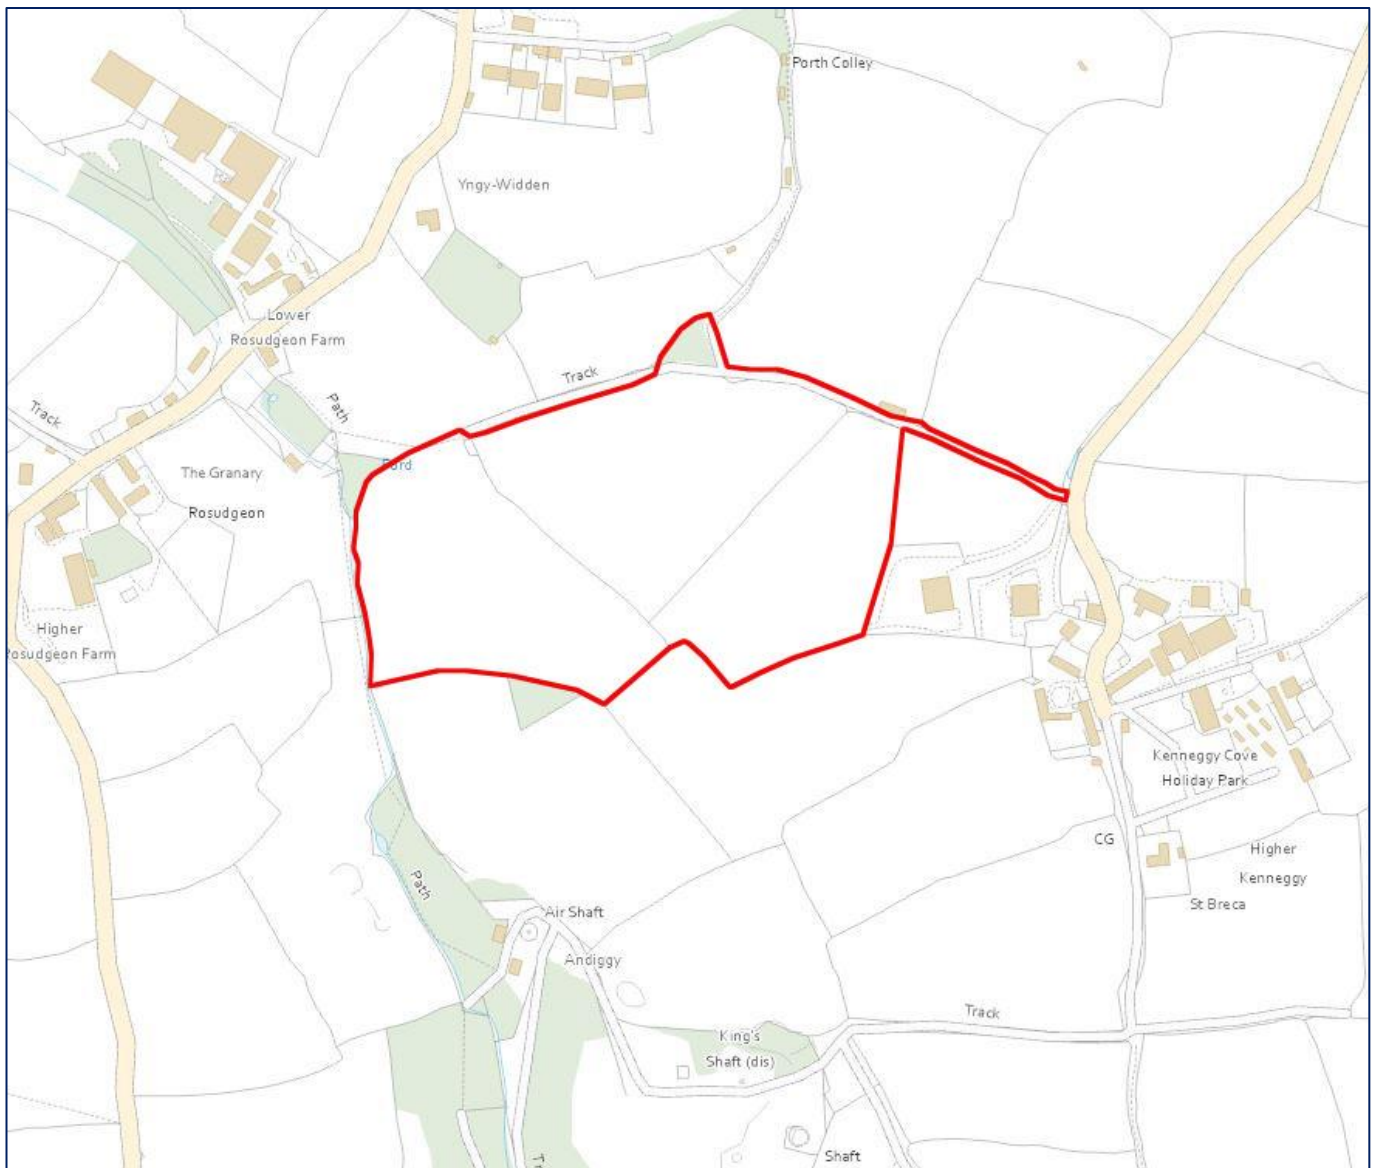 Porth Colley
Yngy-Widden
Lower
Rosudgeon Farm
Track
Path
Track
Ford
The Granary
Rosudgeon
Higher
Rosudgeon Farm
Kenneggy Cove
Holiday Park
CG
Higher
Kenneggy
St Breca
Path
Air Shaft
Andiggy
Track
King's
Shaft (dis)
Shaft